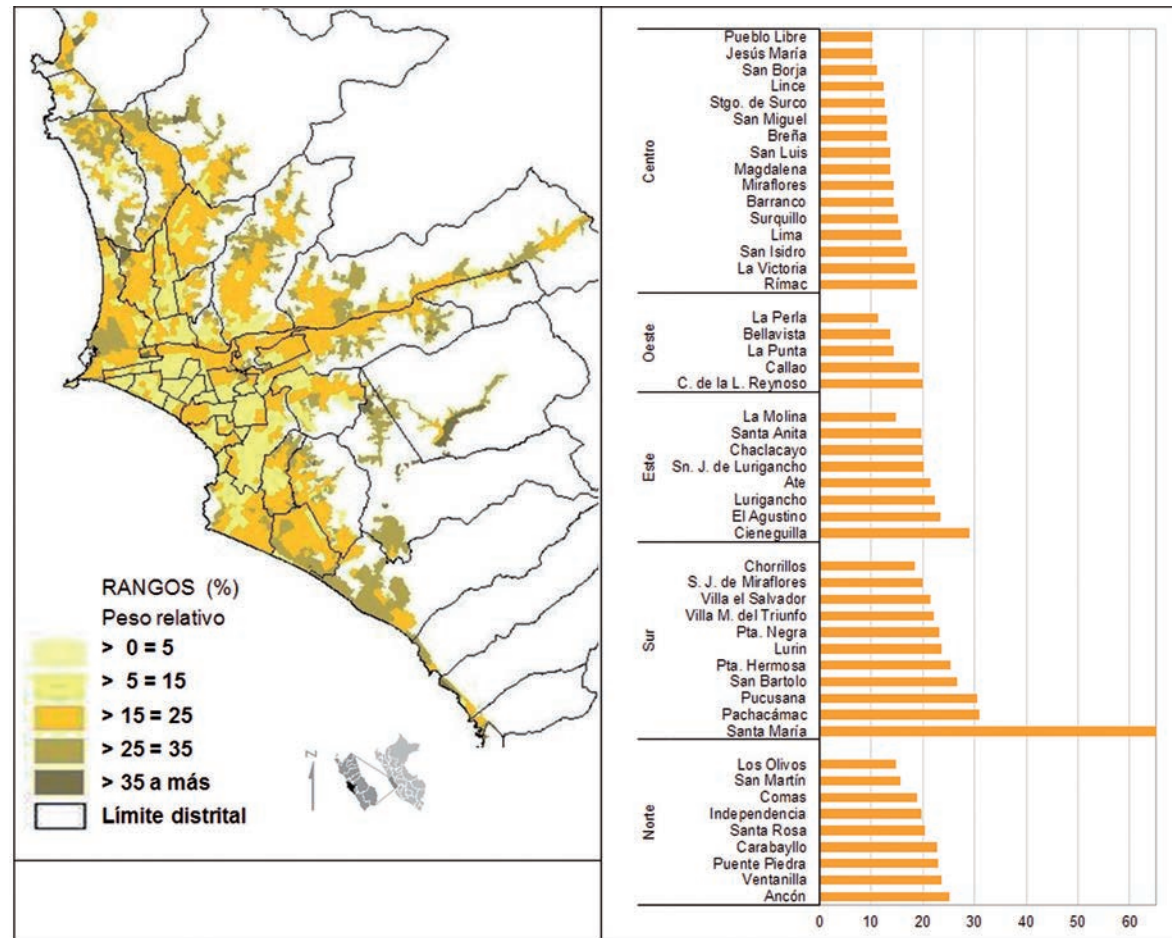 RANGOS (%)
Peso relativo
> 0 = 5
> 5 = 15
> 15 = 25
> 25 = 35
> 35 a más
Límite distrital
N
Centro
Pueblo Libre
Jesús María
San Borja
Lince
Stgo. de Surco
San Miguel
Breña
San Luis
Magdalena
Miraflores
Barranco
Surquillo
Lima
San Isidro
La Victoria
Rímac
Oeste
La Perla
Bellavista
La Punta
Callao
C. de la L. Reynoso
Este
La Molina
Santa Anita
Chaclacayo
Sn. J. de Lurigancho
Ate
Lurigancho
El Agustino
Cieneguilla
Sur
Chorrillos
S. J. de Miraflores
Villa el Salvador
Villa M. del Triunfo
Pta. Negra
Lurin
Pta. Hermosa
San Bartolo
Pucusana
Pachacámac
Santa María
Norte
Los Olivos
San Martín
Comas
Independencia
Santa Rosa
Carabayllo
Puente Piedra
Ventanilla
Ancón
0 10 20 30 40 50 60